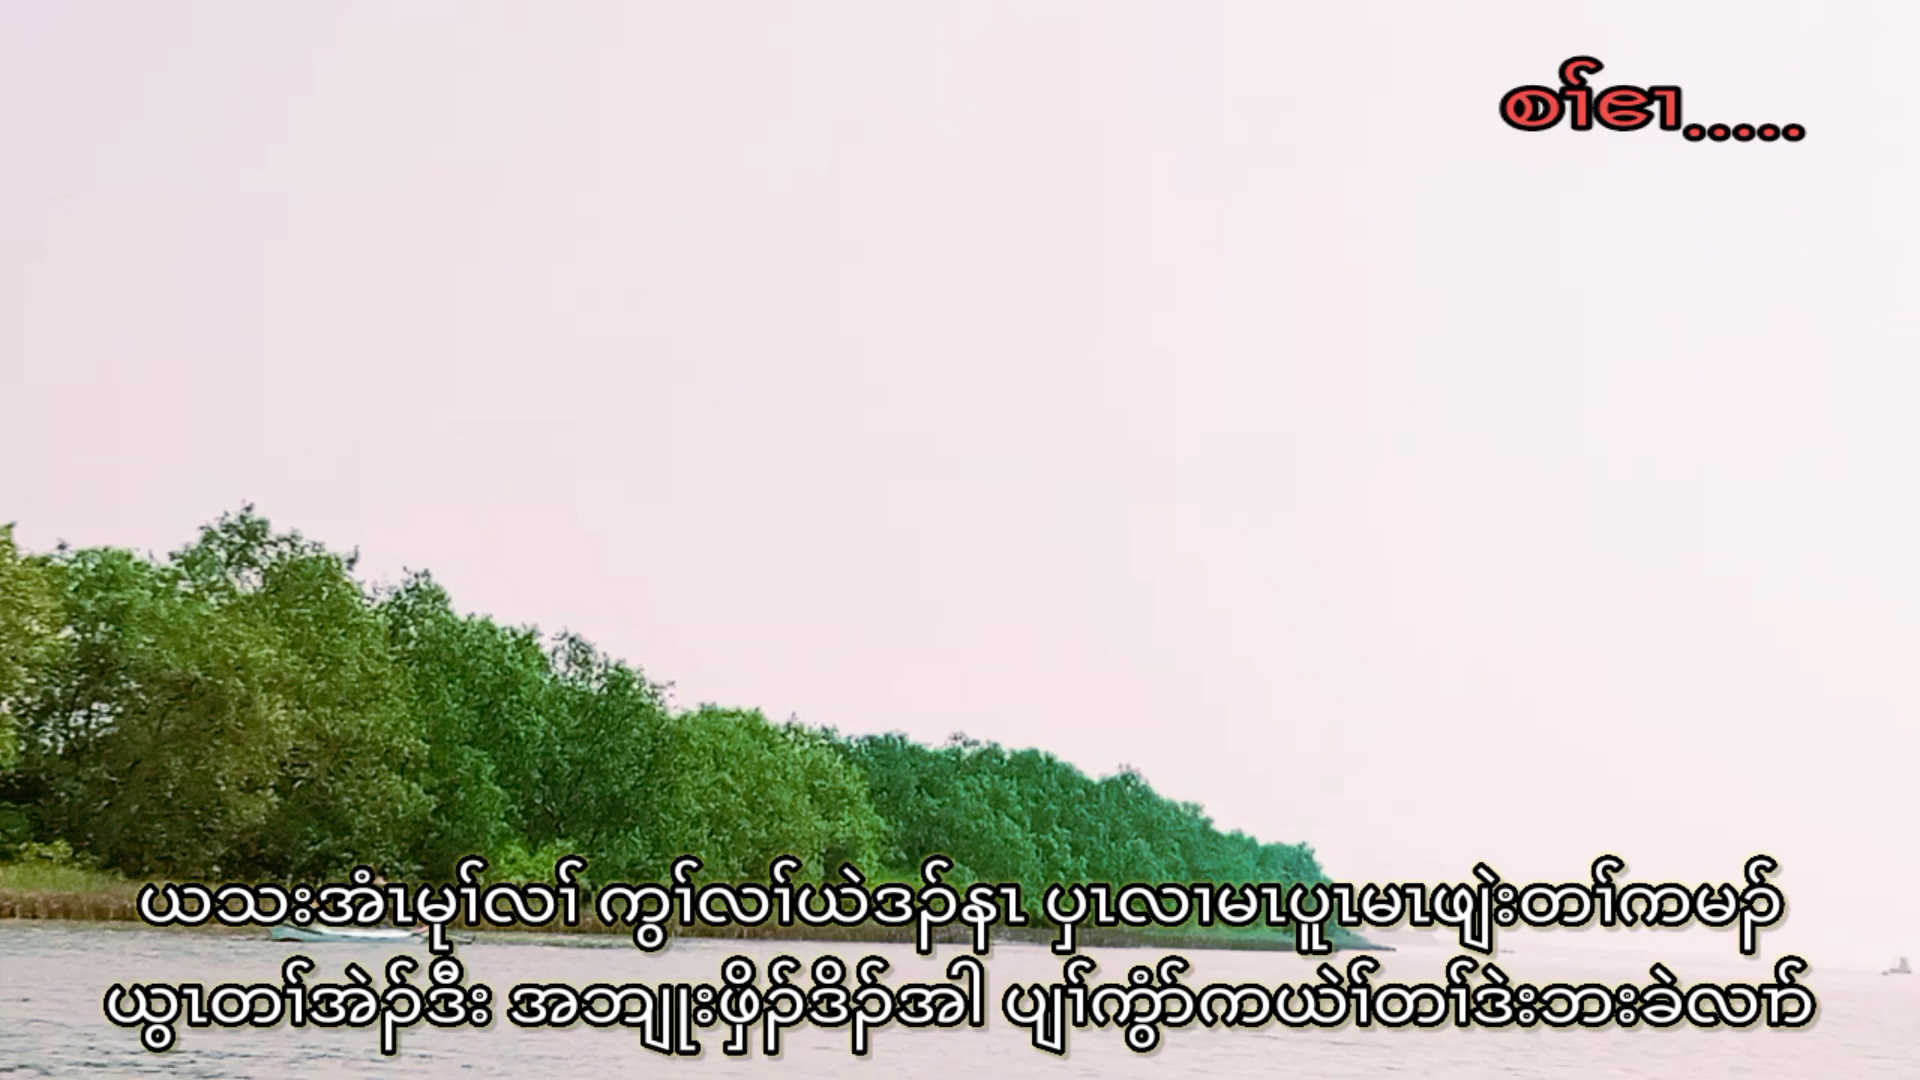 စၢ်ဧၢ.....
ယသးအံၤမုၢ်လၢ် ကွၢ်လၢ်ယဲဒၣ်နၤ ပှၤလၢမၤပူၤမၤဖျဲးတၢ်ကမၣ်
ယွၤတၢ်အဲၣ်ဒီး အဘျုးဖှိၣ်ဒိၣ်အါ ပျၢ်ကွံာ်ကယဲၢ်တၢ်ဒဲးဘးခဲလၢာ်